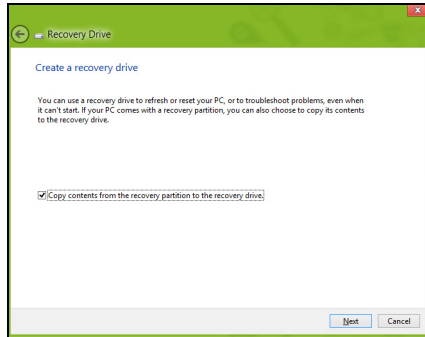 Recovery Drive
Create a recovery drive
You can use a recovery drive to refresh or reset your PC, or to troubleshoot problems, even when
it can't start. If your PC comes with a recovery partition, you can also choose to copy its contents
to the recovery drive.
Copy contents from the recovery partition to the recovery drive.
Next Cancel